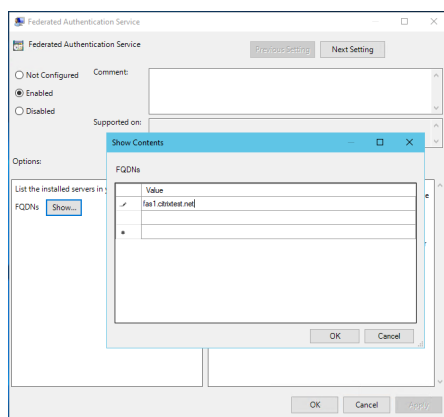 Federated Authentication Service
Federated Authentication Service
Previous Setting
Next Setting
Not Configured
Comment:
Enabled
Disabled
Supported on:
Options:
Show Contents
FQDNs
Value
fas1.citrixtest.net
List the installed servers in
FQDNs
Show...
OK
Cancel
OK
Cancel
Apply